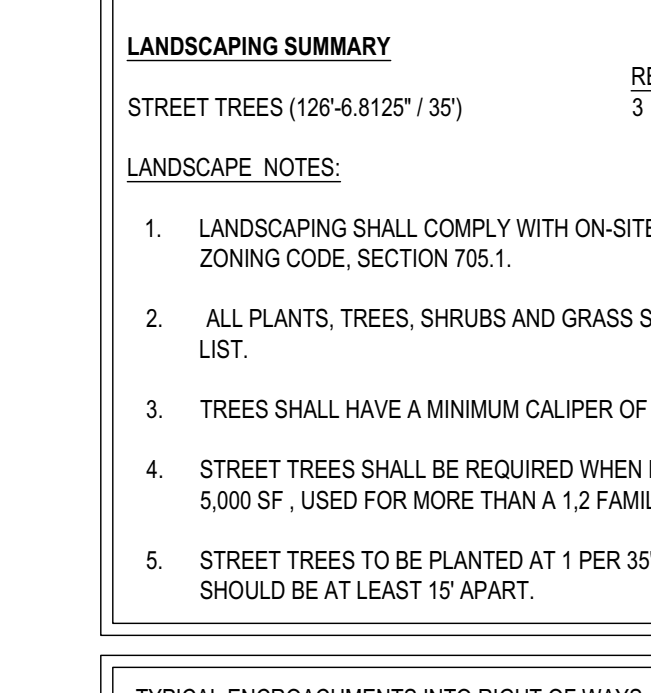 LANDSCAPING SUMMARY
RE
STREET TREES (126'-6.8125" / 35') 3
LANDSCAPE NOTES:
1. LANDSCAPING SHALL COMPLY WITH ON-SITE
ZONING CODE, SECTION 705.1.
2. ALL PLANTS, TREES, SHRUBS AND GRASS S
LIST.
3. TREES SHALL HAVE A MINIMUM CALIPER OF
4. STREET TREES SHALL BE REQUIRED WHEN
5,000 SF , USED FOR MORE THAN A 1,2 FAMIL
5. STREET TREES TO BE PLANTED AT 1 PER 35'
SHOULD BE AT LEAST 15' APART.
TYPICAL ENCROACHMENTS INTO RIGHT OF WAYS